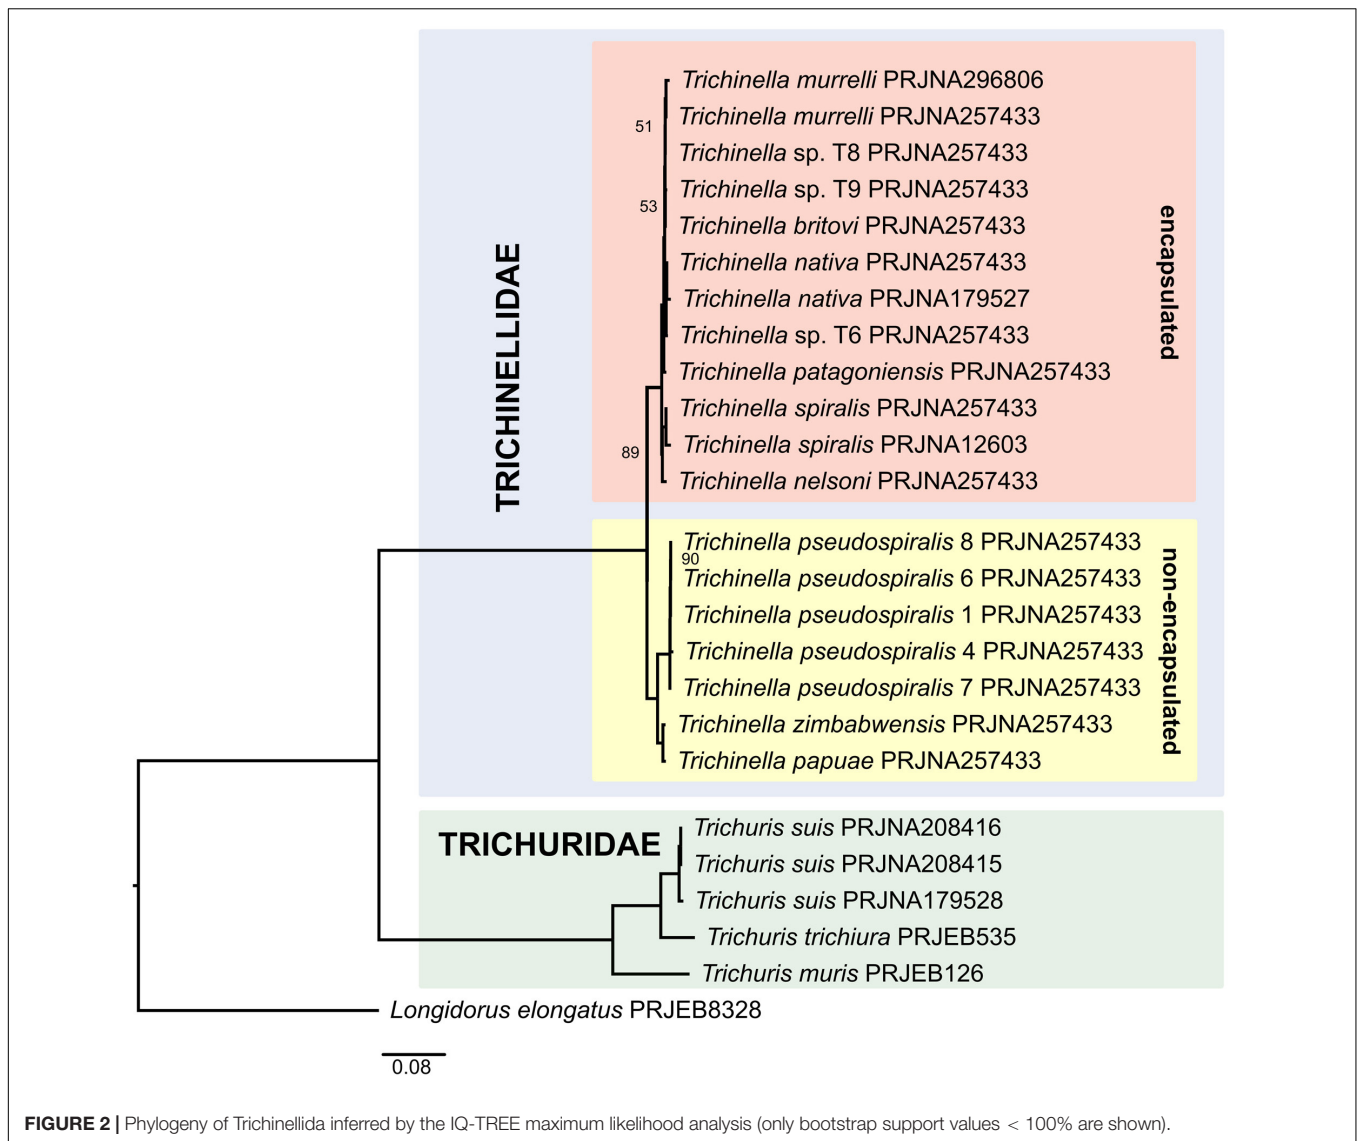 Trichinella murrelli PRJNA296806
51
Trichinella murrelli PRJNA257433
Trichinella sp. T8 PRJNA257433
Trichinella sp. T9 PRJNA257433
53
Trichinella britovi PRJNA257433
Trichinella nativa PRJNA257433
Trichinella nativa PRJNA179527
Trichinella sp. T6 PRJNA257433
Trichinella patagoniensis PRJNA257433
Trichinella spiralis PRJNA257433
Trichinella spiralis PRJNA12603
89
Trichinella nelsoni PRJNA257433
encapsulated
TRICHINELLIDAE
Trichinella pseudospiralis 8 PRJNA257433
90
Trichinella pseudospiralis 6 PRJNA257433
Trichinella pseudospiralis 1 PRJNA257433
Trichinella pseudospiralis 4 PRJNA257433
Trichinella pseudospiralis 7 PRJNA257433
Trichinella zimbabwensis PRJNA257433
Trichinella papuae PRJNA257433
non-encapsulated
TRICHURIDAE
Trichuris suis PRJNA208416
Trichuris suis PRJNA208415
Trichuris suis PRJNA179528
Trichuris trichiura PRJEB535
Trichuris muris PRJEB126
Longidorus elongatus PRJEB8328
0.08
FIGURE 2 | Phylogeny of Trichinellida inferred by the IQ-TREE maximum likelihood analysis (only bootstrap support values < 100% are shown).